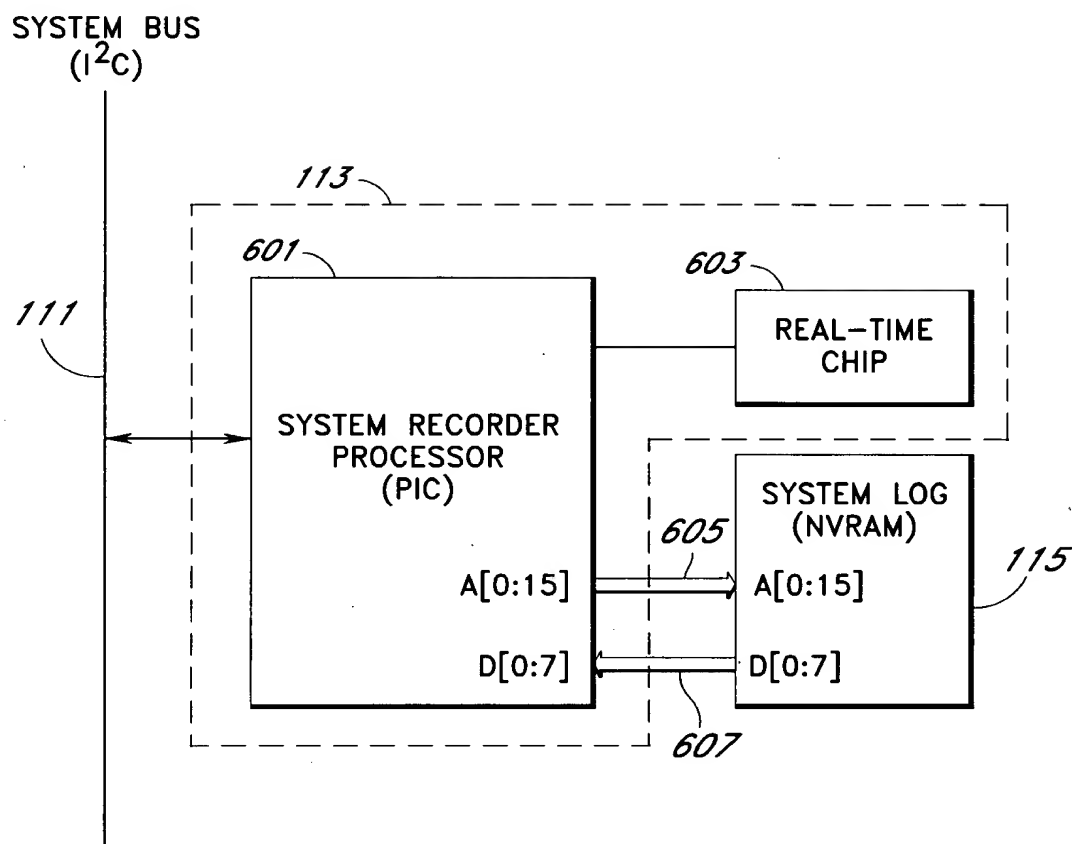 SYSTEM BUS
(I²C)
113
601
603
REAL-TIME
CHIP
111
SYSTEM RECORDER
PROCESSOR
(PIC)
SYSTEM LOG
(NVRAM)
605
115
A[0:15]
A[0:15]
D[0:7]
D[0:7]
607